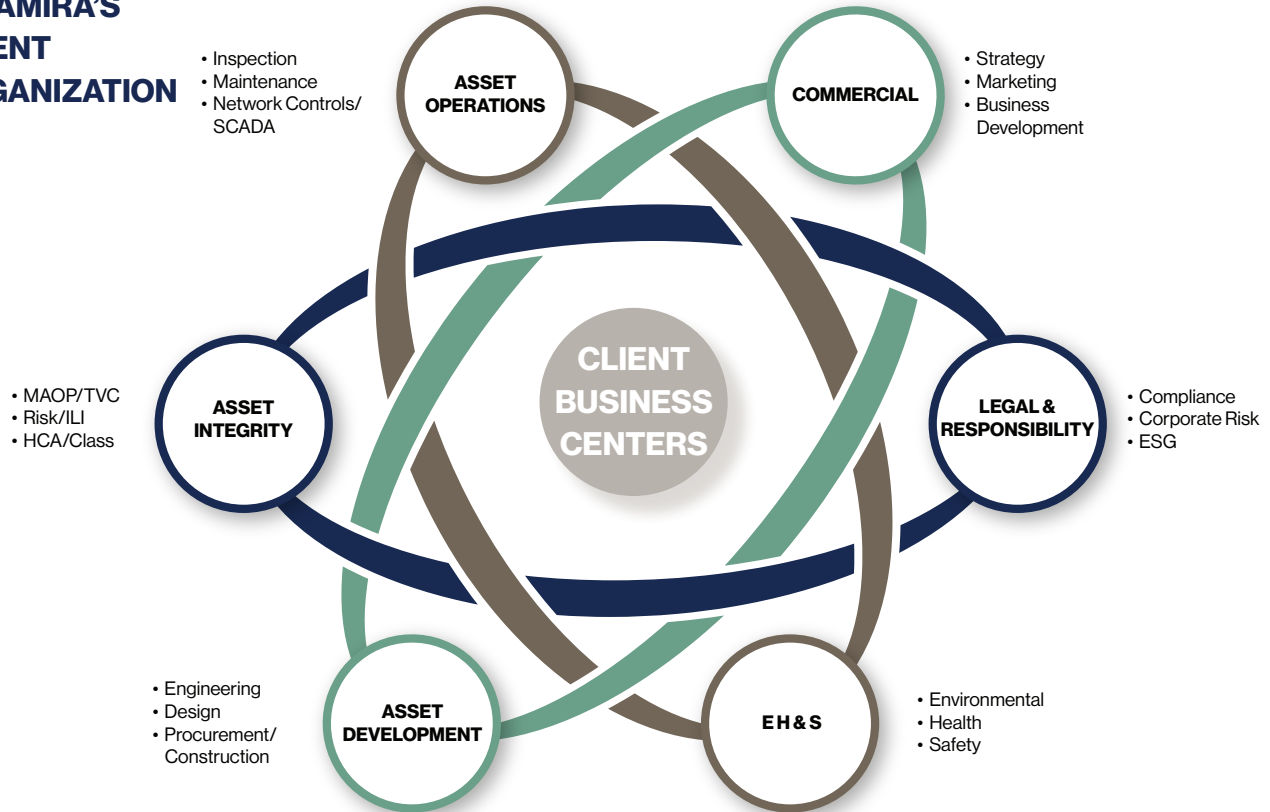 AMIRA'S
ENT
GANIZATION
• Inspection
• Maintenance
• Network Controls/
SCADA
ASSET
OPERATIONS
COMMERCIAL
• Strategy
• Marketing
• Business
Development
• MAOP/TVC
• Risk/ILI
• HCA/Class
ASSET
INTEGRITY
CLIENT
BUSINESS
CENTERS
LEGAL &
RESPONSIBILITY
• Compliance
• Corporate Risk
• ESG
• Engineering
• Design
• Procurement/
Construction
ASSET
DEVELOPMENT
EH&S
• Environmental
• Health
• Safety